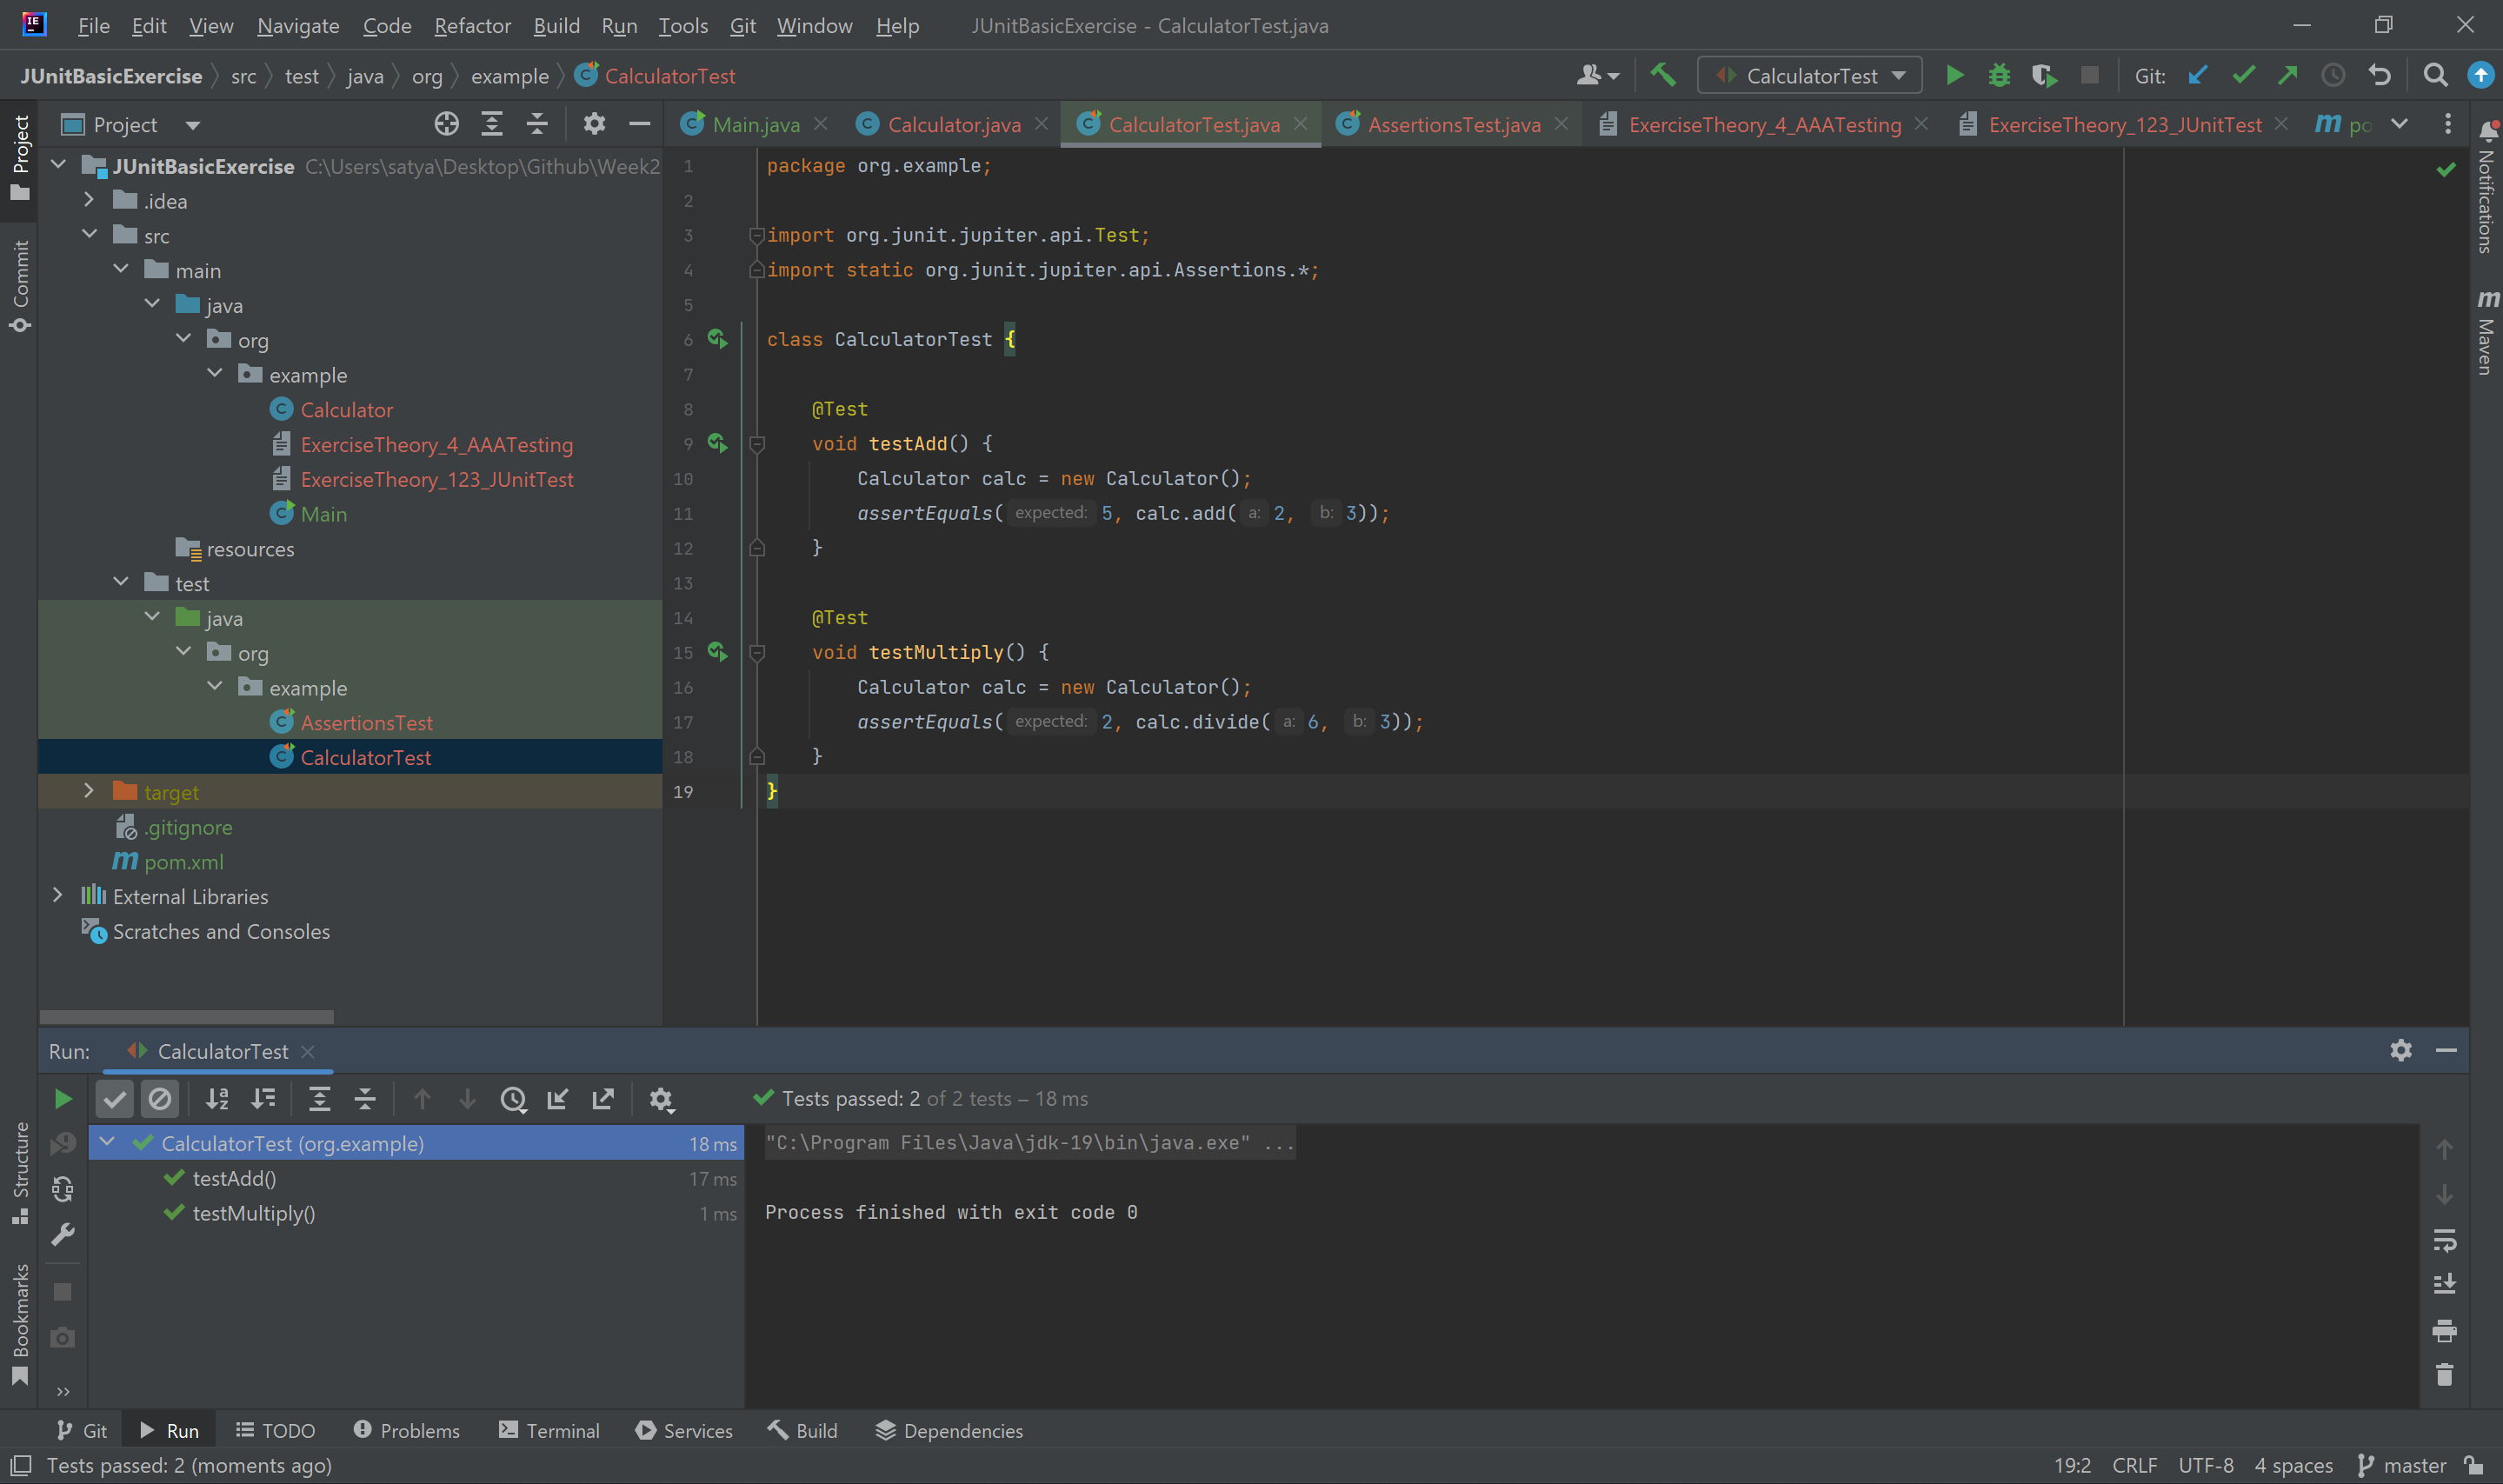 File Edit View Navigate Code Refactor Build Run Tools Git Window Help JUnitBasicExercise - CalculatorTest.java
JUnitBasicExercise src test java org example CalculatorTest CalculatorTest Git:
Project Main.java Calculator.java CalculatorTest.java AssertionsTest.java ExerciseTheory_4_AAATesting ExerciseTheory_123_JUnitTest po
Project
Commit
Structure
Bookmarks
Notifications
Maven
JUnitBasicExercise C:\Users\satya\Desktop\Github\Week2
.idea
src
main
java
org
example
Calculator
ExerciseTheory_4_AAATesting
ExerciseTheory_123_JUnitTest
Main
resources
test
java
org
example
AssertionsTest
CalculatorTest
target
.gitignore
pom.xml
External Libraries
Scratches and Consoles
1 package org.example;
2
3 import org.junit.jupiter.api.Test;
4 import static org.junit.jupiter.api.Assertions.*;
5
6 class CalculatorTest {
7
8 @Test
9 void testAdd() {
10 Calculator calc = new Calculator();
11 assertEquals( expected: 5, calc.add( a: 2, b: 3));
12 }
13
14 @Test
15 void testMultiply() {
16 Calculator calc = new Calculator();
17 assertEquals( expected: 2, calc.divide( a: 6, b: 3));
18 }
19 }
Run: CalculatorTest
Tests passed: 2 of 2 tests – 18 ms
CalculatorTest (org.example) 18 ms
testAdd() 17 ms
testMultiply() 1 ms
"C:\Program Files\Java\jdk-19\bin\java.exe" ...
Process finished with exit code 0
Git Run TODO Problems Terminal Services Build Dependencies
Tests passed: 2 (moments ago) 19:2 CRLF UTF-8 4 spaces master